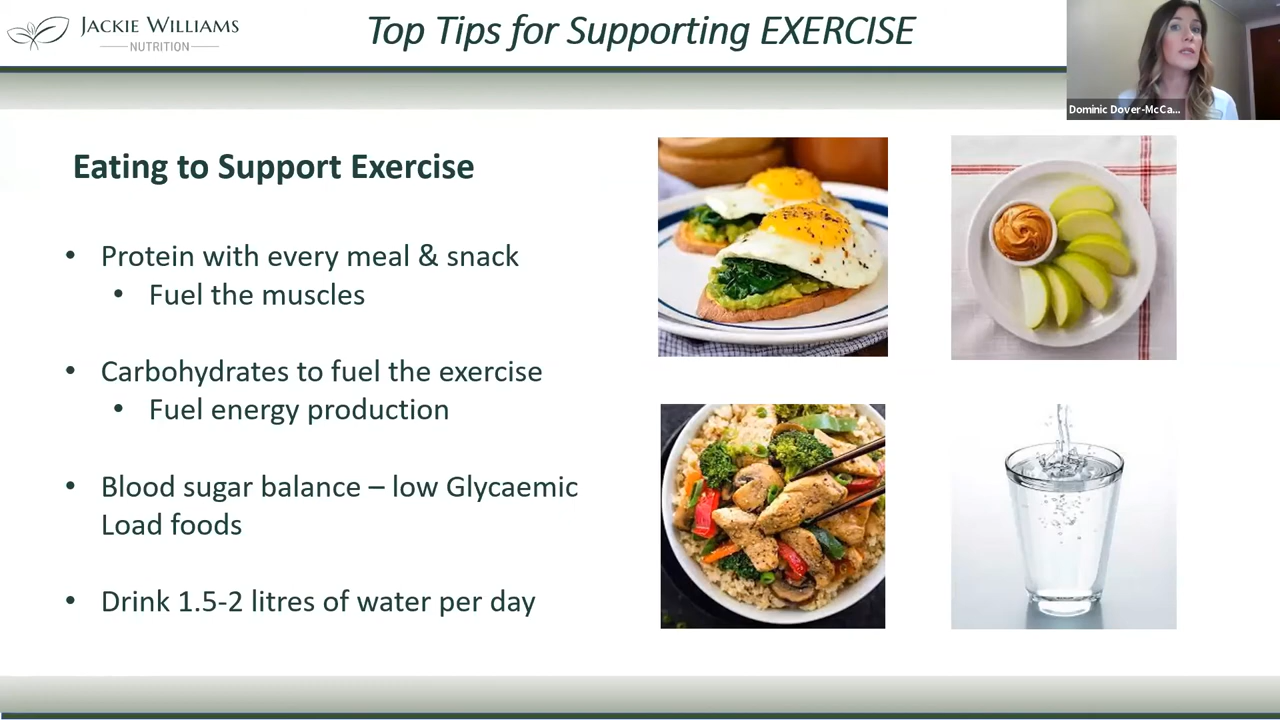 JACKIE WILLIAMS
NUTRITION
Top Tips for Supporting EXERCISE
Dominic Dover-McCa...
Eating to Support Exercise
• Protein with every meal & snack
• Fuel the muscles
• Carbohydrates to fuel the exercise
• Fuel energy production
• Blood sugar balance – low Glycaemic
Load foods
• Drink 1.5-2 litres of water per day